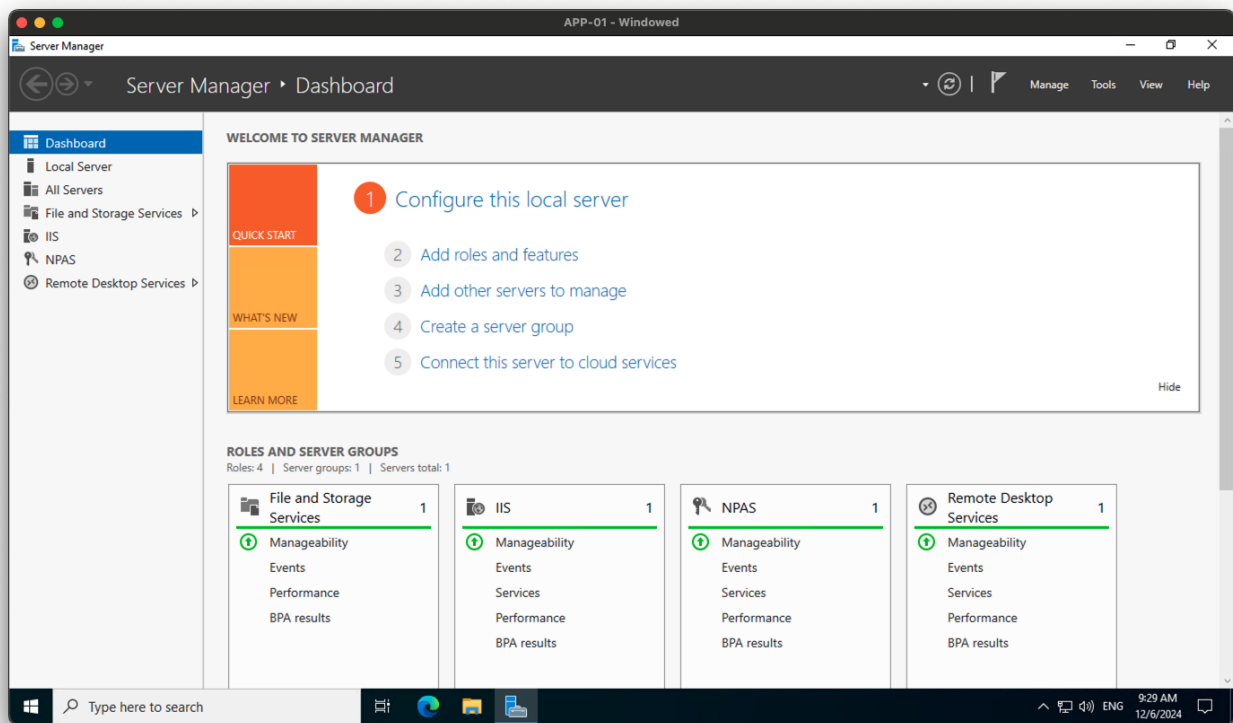 APP-01 - Windowed
Server Manager
Server Manager ‣ Dashboard
Manage Tools View Help
Dashboard
Local Server
All Servers
File and Storage Services
IIS
NPAS
Remote Desktop Services
WELCOME TO SERVER MANAGER
QUICK START
WHAT'S NEW
LEARN MORE
1 Configure this local server
2 Add roles and features
3 Add other servers to manage
4 Create a server group
5 Connect this server to cloud services
Hide
ROLES AND SERVER GROUPS
Roles: 4 | Server groups: 1 | Servers total: 1
File and Storage
Services 1
Manageability
Events
Performance
BPA results
IIS 1
Manageability
Events
Services
Performance
BPA results
NPAS 1
Manageability
Events
Services
Performance
BPA results
Remote Desktop
Services 1
Manageability
Events
Services
Performance
BPA results
Type here to search
ENG
9:29 AM
12/6/2024